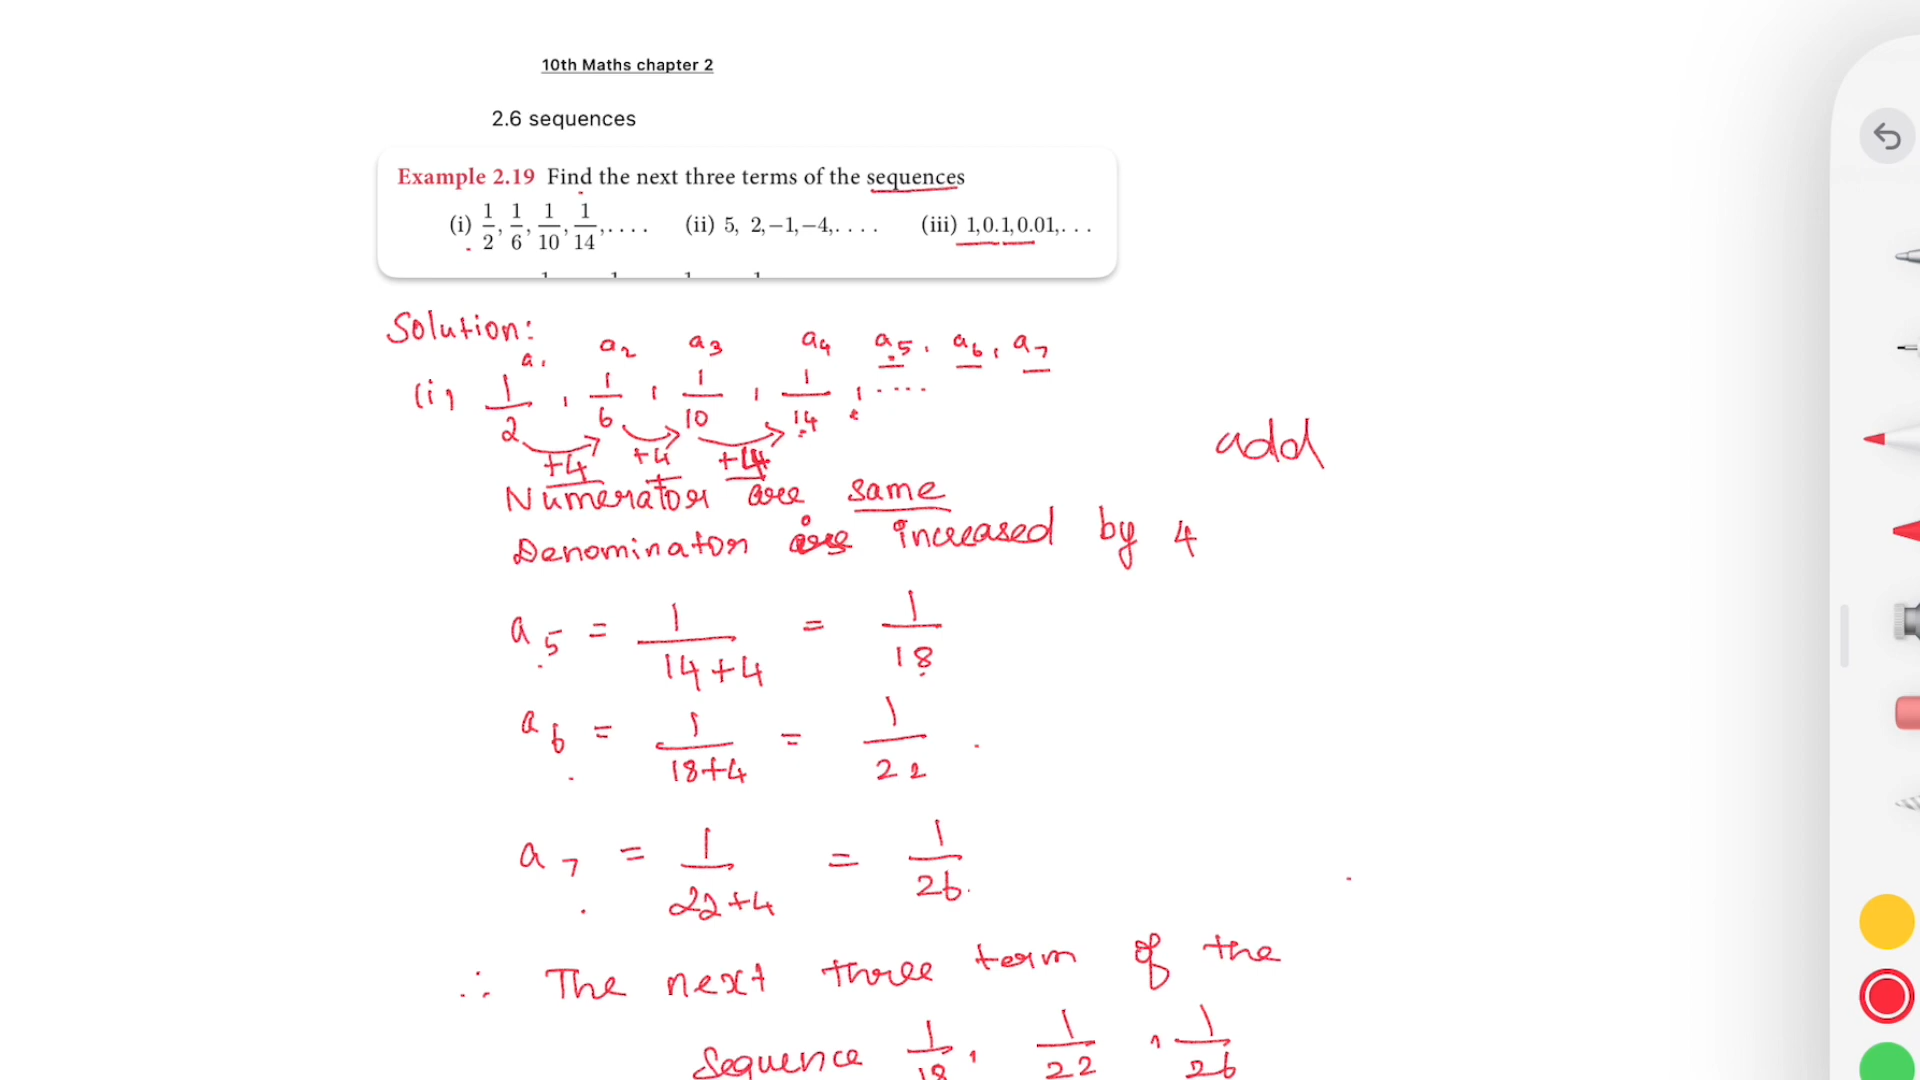 10th Maths chapter 2
2.6 sequences
Example 2.19 Find the next three terms of the sequences
(i) 1/2, 1/6, 1/10, 1/14, . . . . (ii) 5, 2, −1, −4, . . . . (iii) 1,0.1,0.01, . . .
Solution:
a1 a2 a3 a4 a5, a6, a7
(i) 1/2, 1/6, 1/10, 1/14, ....
+4 +4 +4
add
Numerator are same
Denominator is increased by 4
a5 = 1/14+4 = 1/18
a6 = 1/18+4 = 1/22
a7 = 1/22+4 = 1/26
∴ The next three term of the
Sequence 1/18, 1/22, 1/26